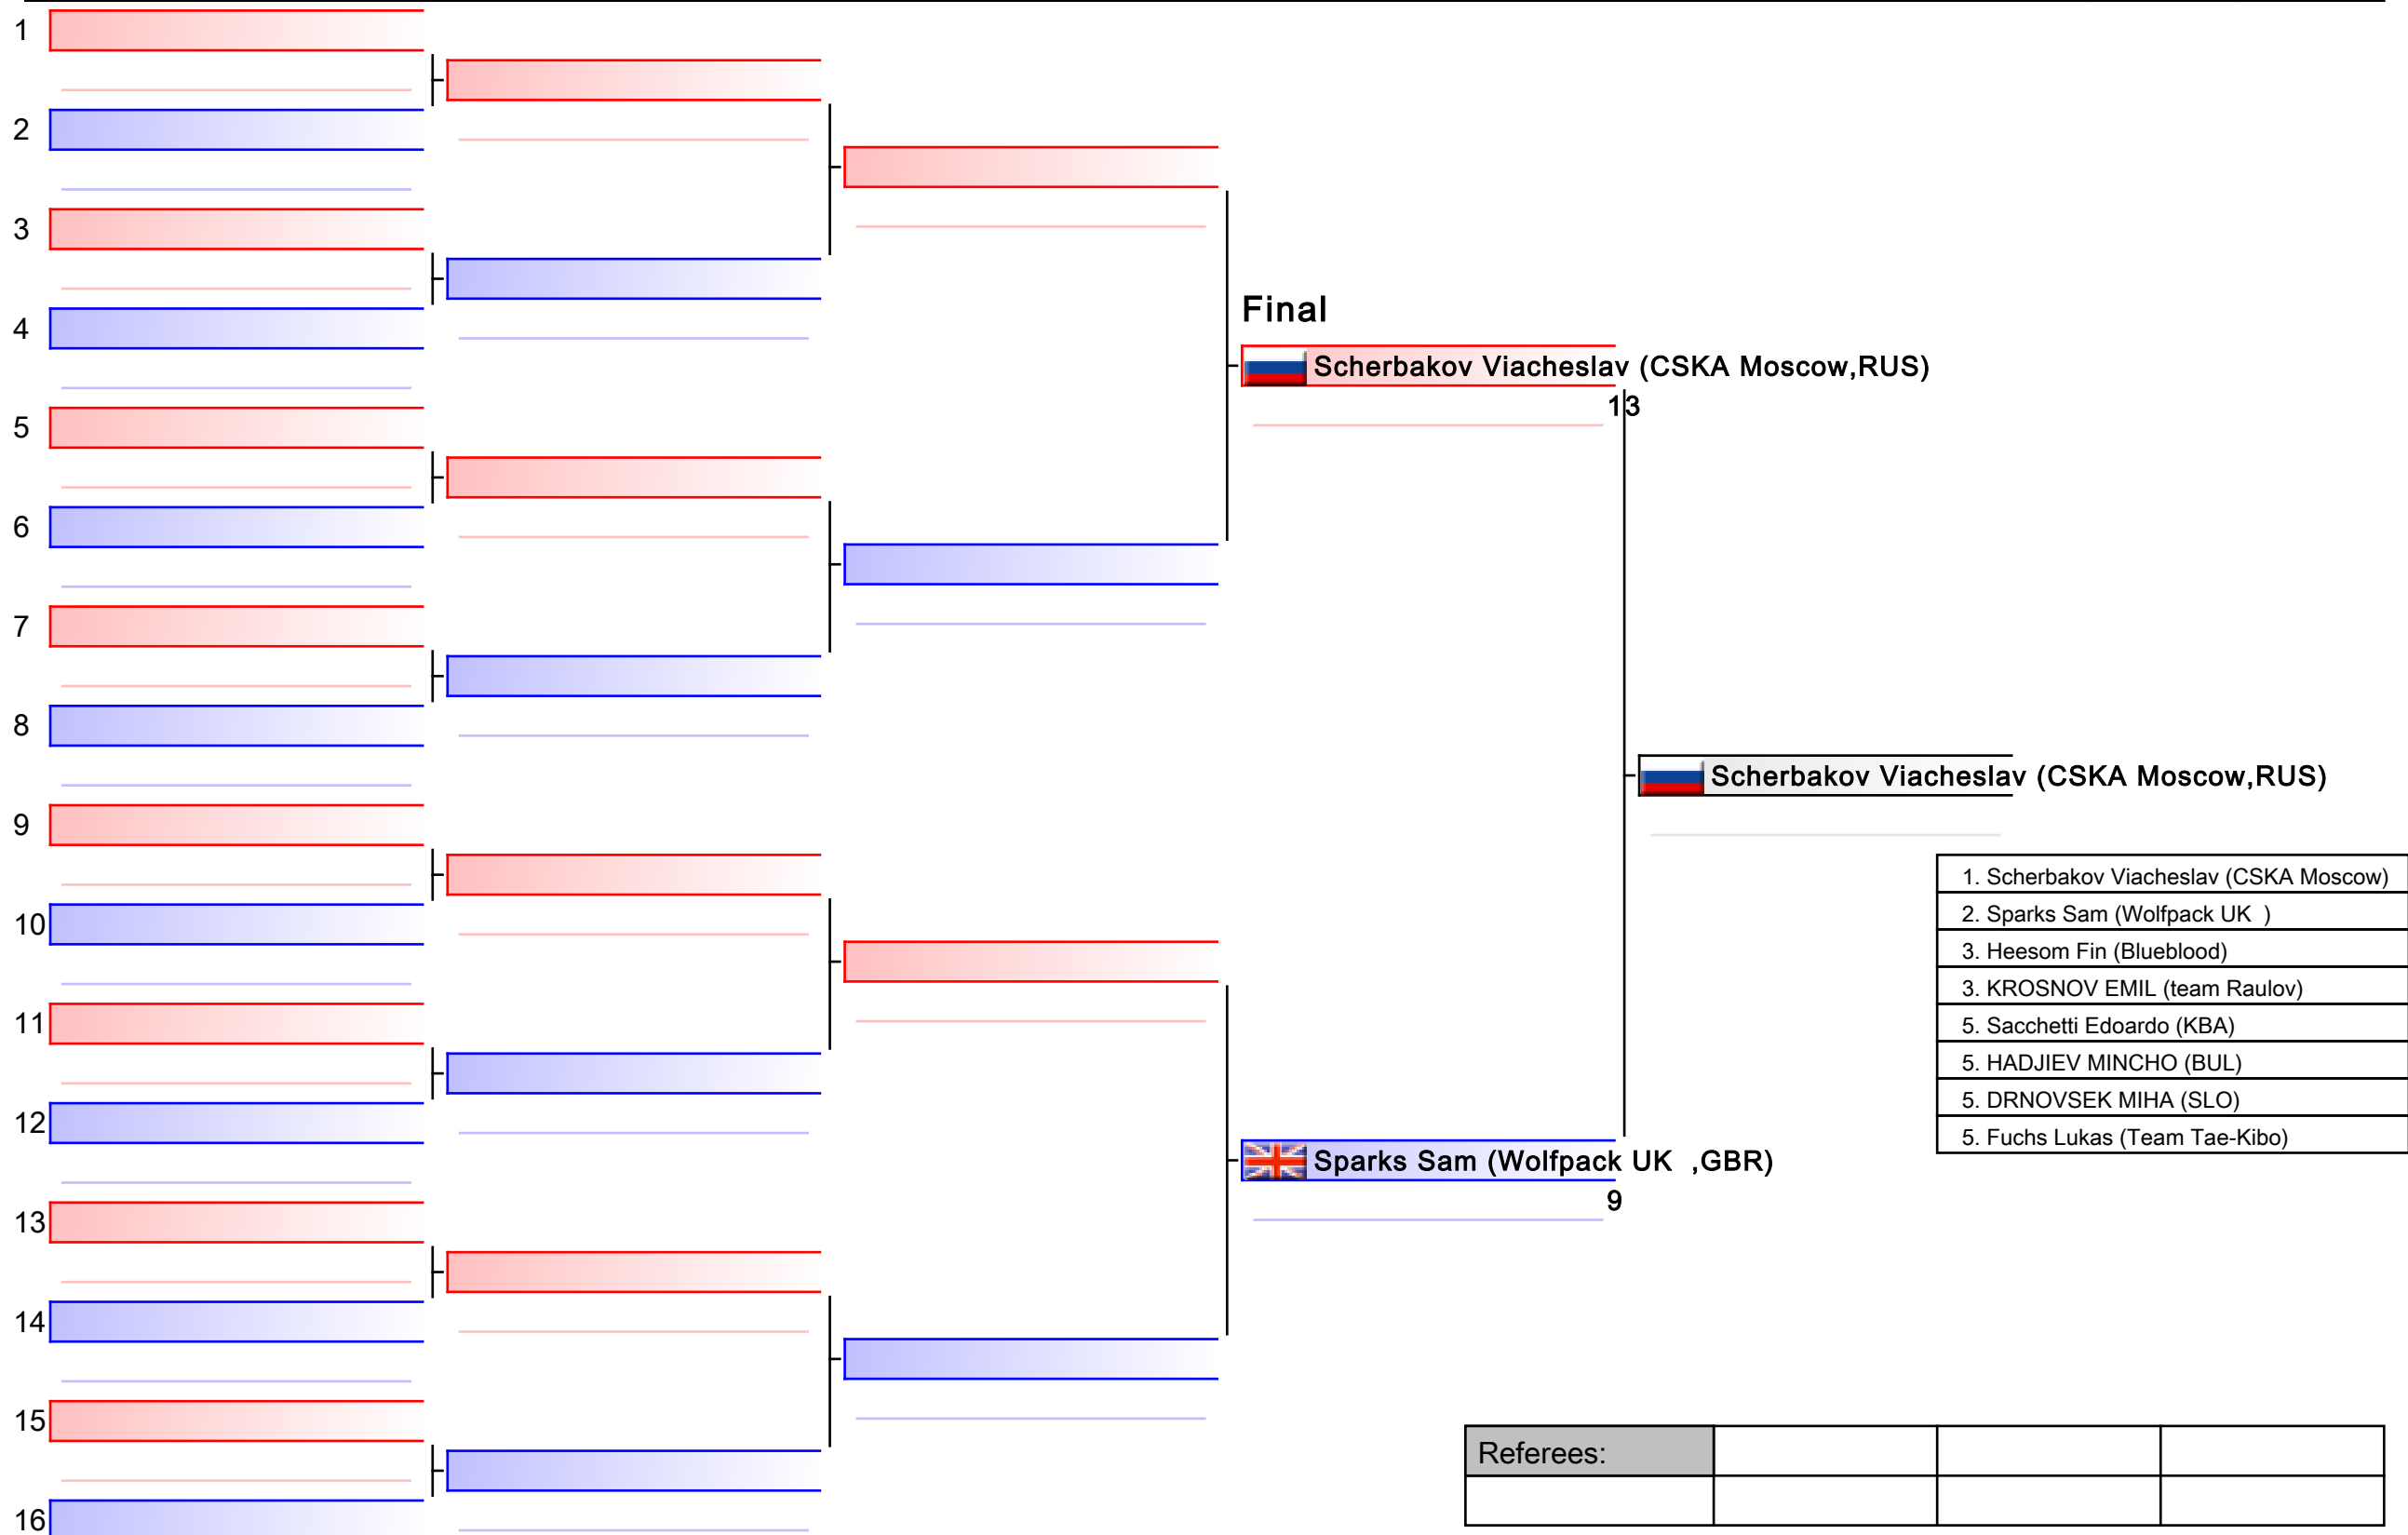 1
2
3
4
Final
Scherbakov Viacheslav (CSKA Moscow,RUS)
13
5
6
7
8
Scherbakov Viacheslav (CSKA Moscow,RUS)
9
1. Scherbakov Viacheslav (CSKA Moscow)
10
2. Sparks Sam (Wolfpack UK  )
3. Heesom Fin (Blueblood)
3. KROSNOV EMIL (team Raulov)
11
5. Sacchetti Edoardo (KBA)
5. HADJIEV MINCHO (BUL)
5. DRNOVSEK MIHA (SLO)
12
5. Fuchs Lukas (Team Tae-Kibo)
Sparks Sam (Wolfpack UK  ,GBR)
9
13
14
15
Referees:
16